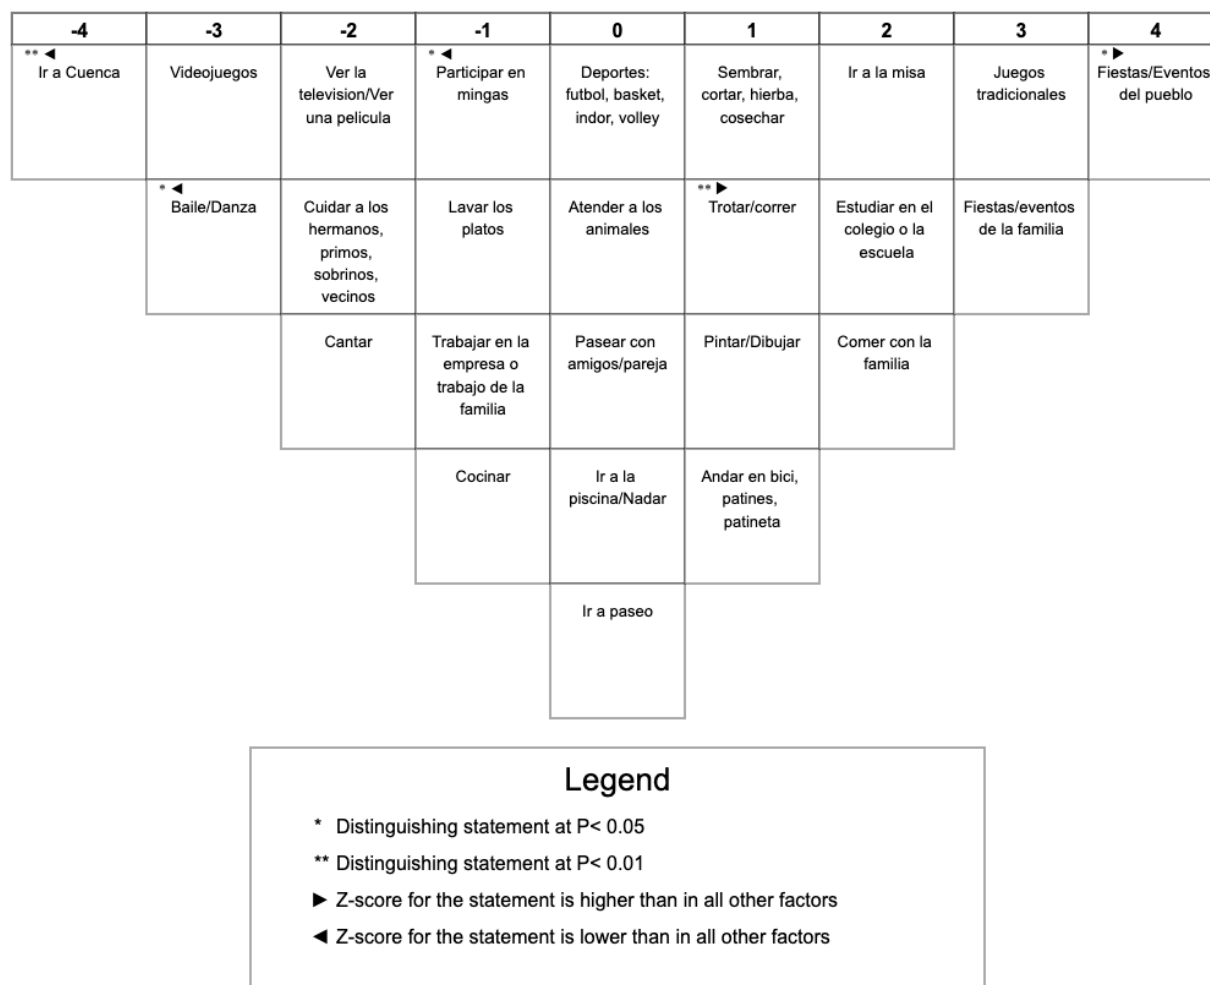 -4 -3 -2 -1 0 1 2 3 4
** ◄
Ir a Cuenca
Videojuegos
Ver la
television/Ver
una pelicula
* ◄
Participar en
mingas
Deportes:
futbol, basket,
indor, volley
Sembrar,
cortar, hierba,
cosechar
Ir a la misa
Juegos
tradicionales
* ►
Fiestas/Eventos
del pueblo
* ◄
Baile/Danza
Cuidar a los
hermanos,
primos,
sobrinos,
vecinos
Lavar los
platos
Atender a los
animales
** ►
Trotar/correr
Estudiar en el
colegio o la
escuela
Fiestas/eventos
de la familia
Cantar
Trabajar en la
empresa o
trabajo de la
familia
Pasear con
amigos/pareja
Pintar/Dibujar
Comer con la
familia
Cocinar
Ir a la
piscina/Nadar
Andar en bici,
patines,
patineta
Ir a paseo
Legend
* Distinguishing statement at P< 0.05
** Distinguishing statement at P< 0.01
► Z-score for the statement is higher than in all other factors
◄ Z-score for the statement is lower than in all other factors